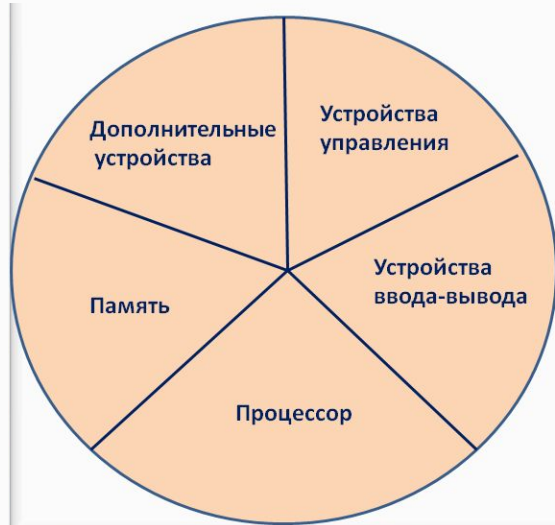 Дополнительные
устройства
Устройства
управления
Устройства
ввода-вывода
Память
Процессор